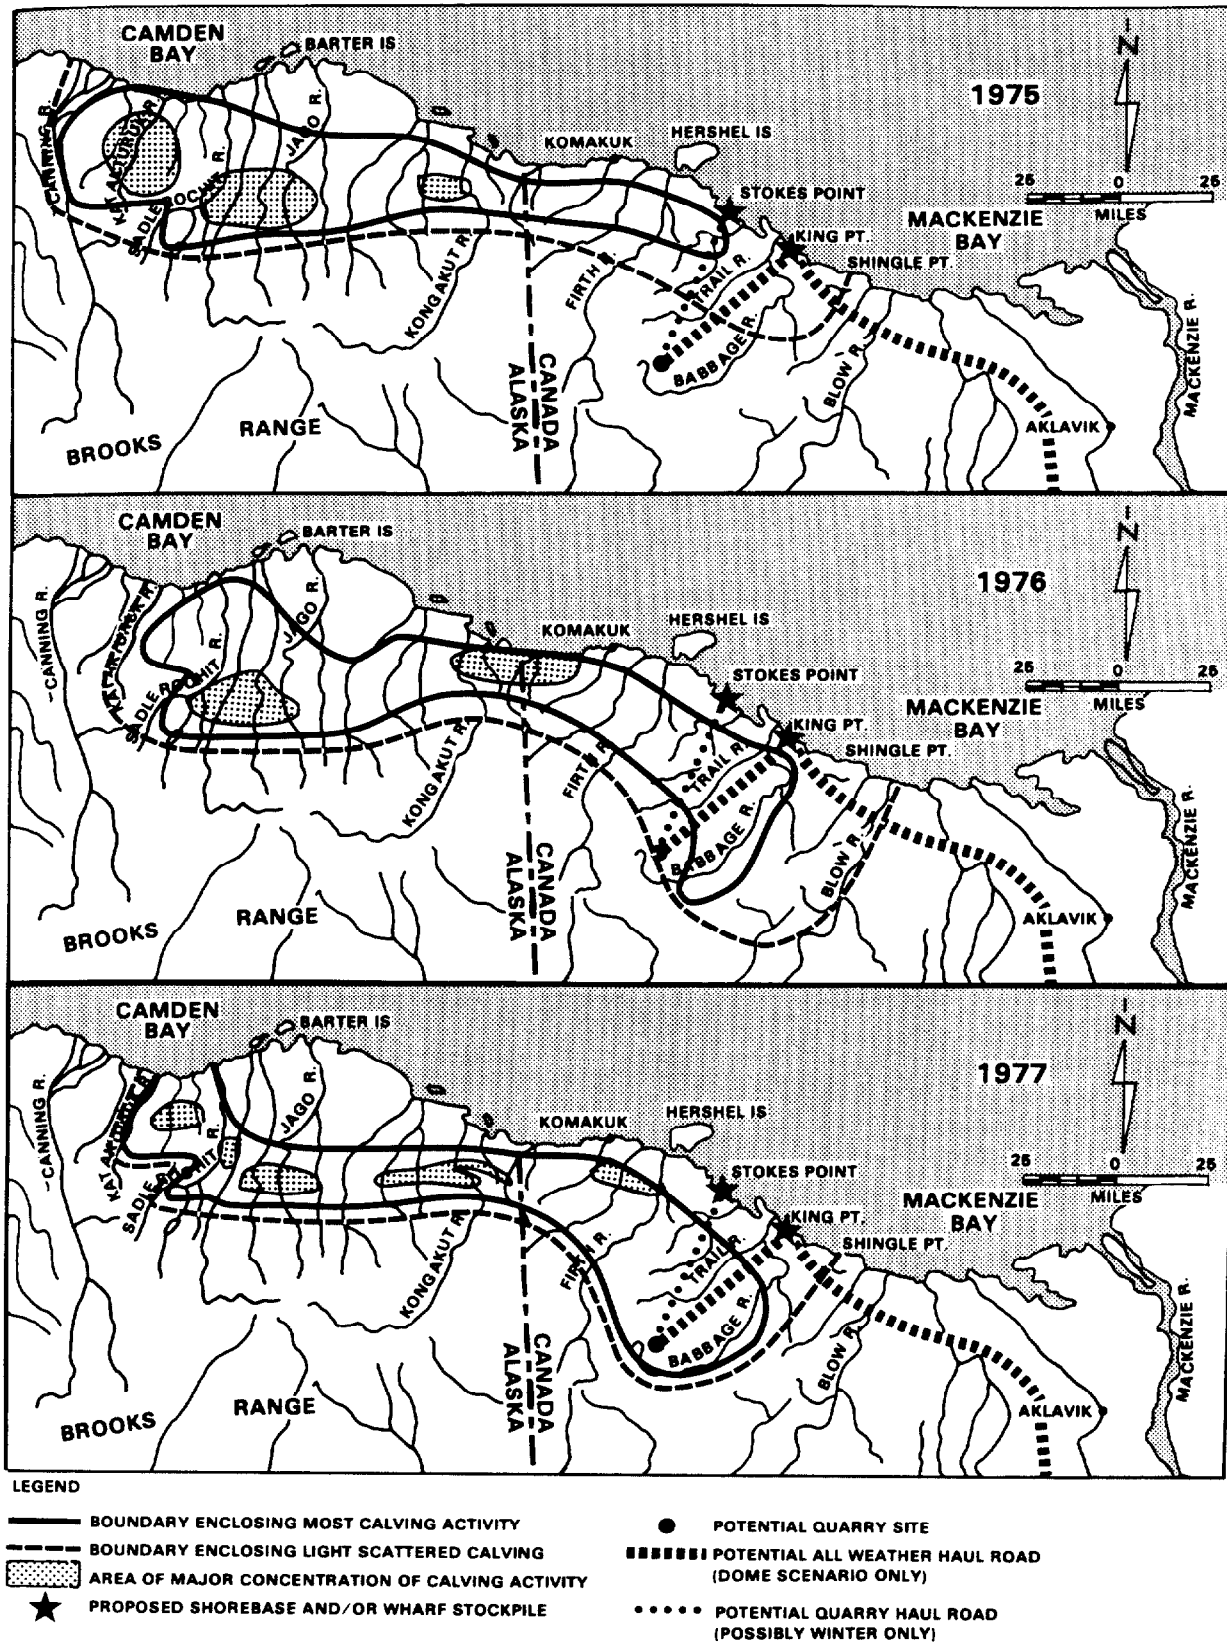 CAMDEN
BAY
BARTER IS
1975
N
HERSHEL IS
KOMAKUK
JAGO R.
CANNING R.
KATAKTURUK R.
SADLEROCHIT R.
STOKES POINT
25 0 25
MILES
MACKENZIE
BAY
KING PT.
SHINGLE PT.
KONGAKUT R.
FIRTH R.
TRAIL R.
BABBAGE R.
BLOW R.
MACKENZIE R.
CANADA
ALASKA
AKLAVIK
BROOKS RANGE
CAMDEN
BAY
BARTER IS
1976
N
HERSHEL IS
KOMAKUK
JAGO R.
CANNING R.
SADLEROCHIT R.
STOKES POINT
25 0 25
MILES
MACKENZIE
BAY
KING PT.
SHINGLE PT.
KONGAKUT R.
FIRTH R.
TRAIL R.
BABBAGE R.
BLOW R.
MACKENZIE R.
CANADA
ALASKA
AKLAVIK
BROOKS RANGE
CAMDEN
BAY
BARTER IS
1977
N
HERSHEL IS
KOMAKUK
JAGO R.
CANNING R.
SADLEROCHIT R.
STOKES POINT
25 0 25
MILES
MACKENZIE
BAY
KING PT.
SHINGLE PT.
KONGAKUT R.
FIRTH R.
TRAIL R.
BABBAGE R.
BLOW R.
MACKENZIE R.
CANADA
ALASKA
AKLAVIK
BROOKS RANGE
LEGEND
BOUNDARY ENCLOSING MOST CALVING ACTIVITY
BOUNDARY ENCLOSING LIGHT SCATTERED CALVING
AREA OF MAJOR CONCENTRATION OF CALVING ACTIVITY
PROPOSED SHOREBASE AND/OR WHARF STOCKPILE
POTENTIAL QUARRY SITE
POTENTIAL ALL WEATHER HAUL ROAD
(DOME SCENARIO ONLY)
POTENTIAL QUARRY HAUL ROAD
(POSSIBLY WINTER ONLY)